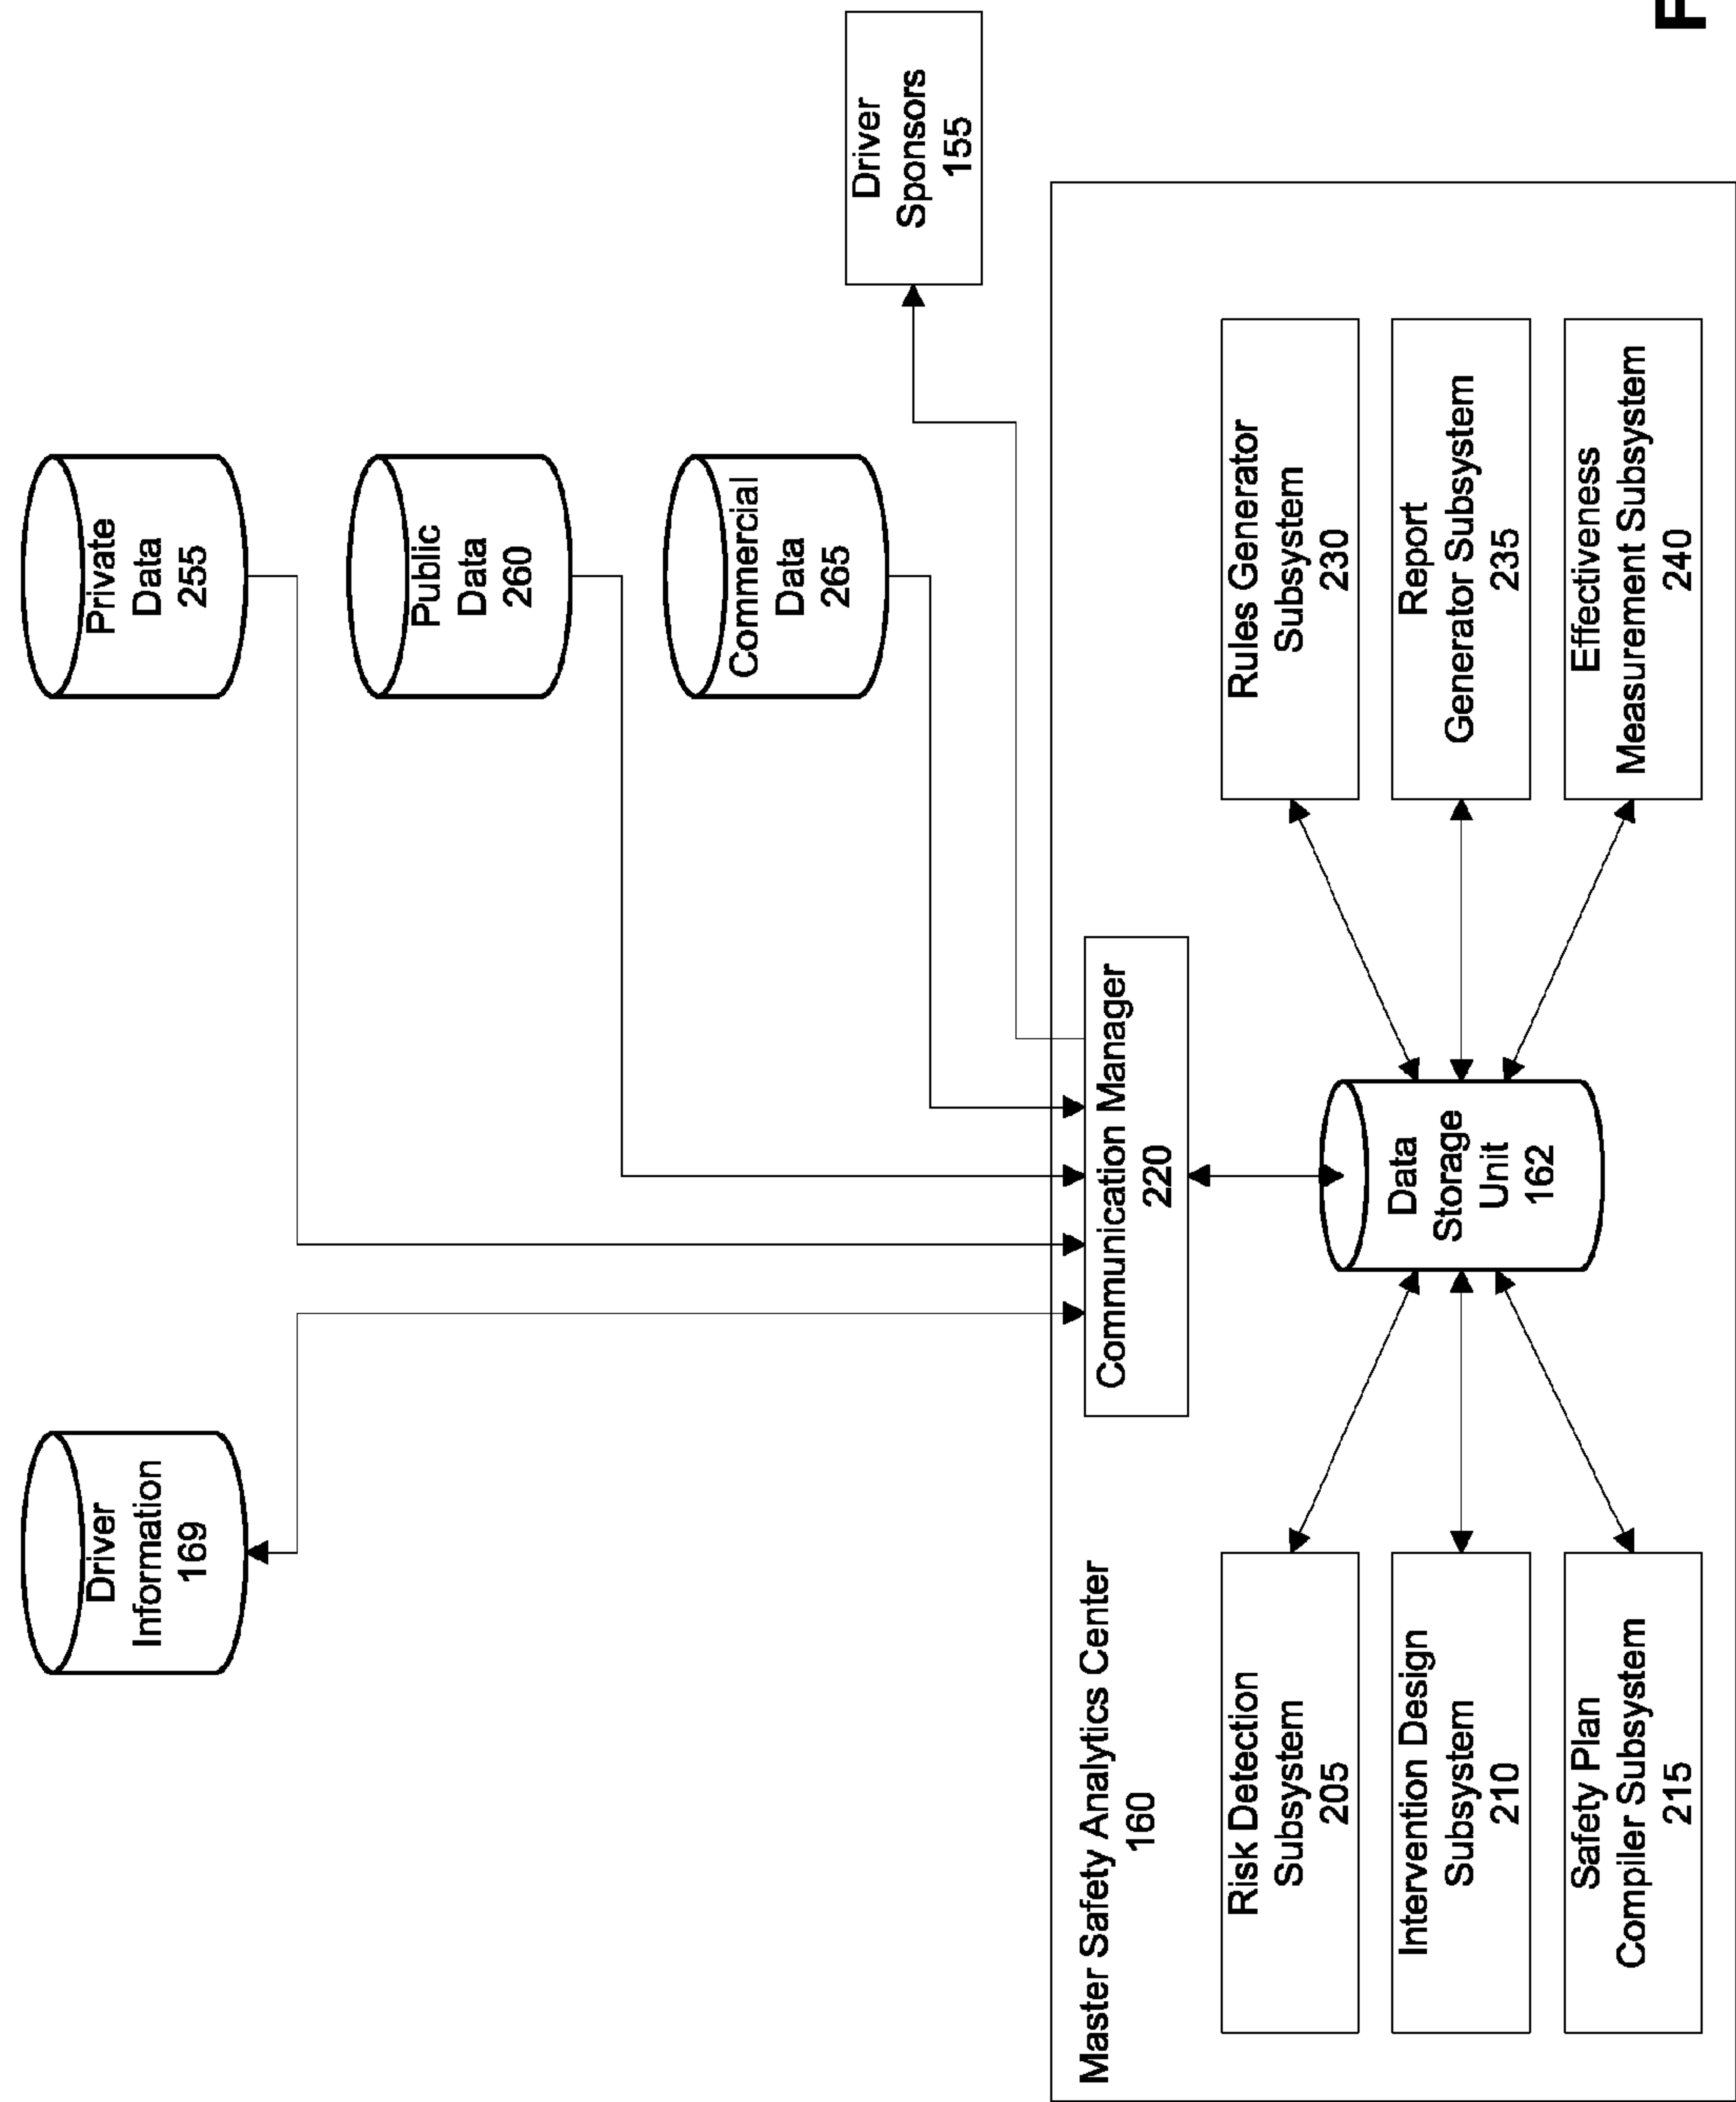 Driver
Information
169
Private
Data
255
Public
Data
260
Commercial
Data
265
Driver
Sponsors
155
Master Safety Analytics Center
160
Communication Manager
220
Risk Detection
Subsystem
205
Intervention Design
Subsystem
210
Safety Plan
Compiler Subsystem
215
Data
Storage
Unit
162
Rules Generator
Subsystem
230
Report
Generator Subsystem
235
Effectiveness
Measurement Subsystem
240
F